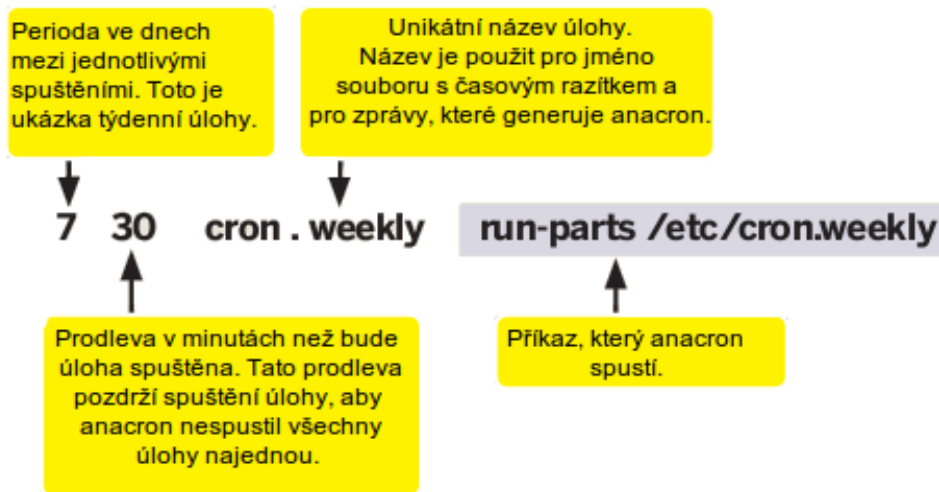 Perioda ve dnech
mezi jednotlivými
spuštěními. Toto je
ukázka týdenní úlohy.
Unikátní název úlohy.
Název je použit pro jméno
souboru s časovým razítkem a
pro zprávy, které generuje anacron.
7 30 cron . weekly run-parts /etc/cron.weekly
Prodleva v minutách než bude
úloha spuštěna. Tato prodleva
pozdrží spuštění úlohy, aby
anacron nespustil všechny
úlohy najednou.
Příkaz, který anacron
spustí.